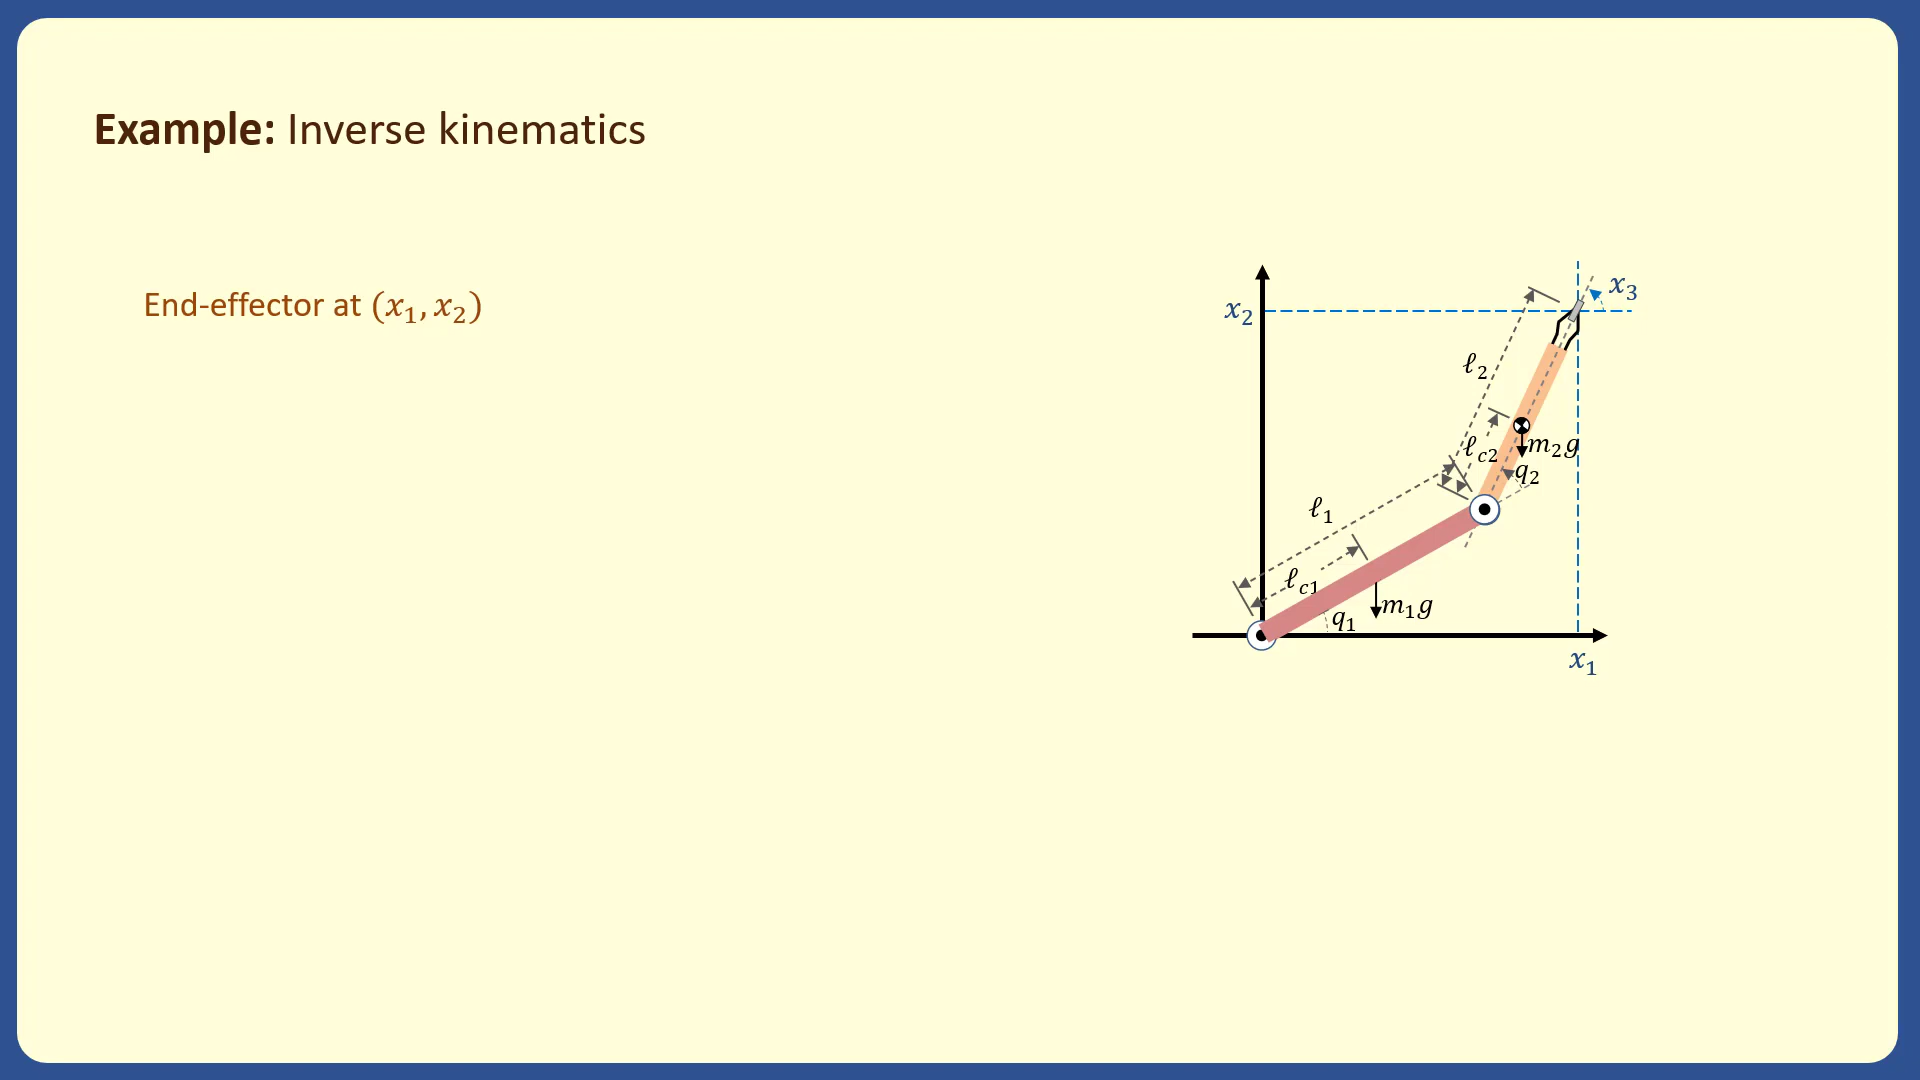 Example: Inverse kinematics
End-effector at (x₁, x₂)
x₃
x₂
ℓ₂
ℓ_c2
m₂g
q₂
ℓ₁
ℓ_c1
m₁g
q₁
x₁